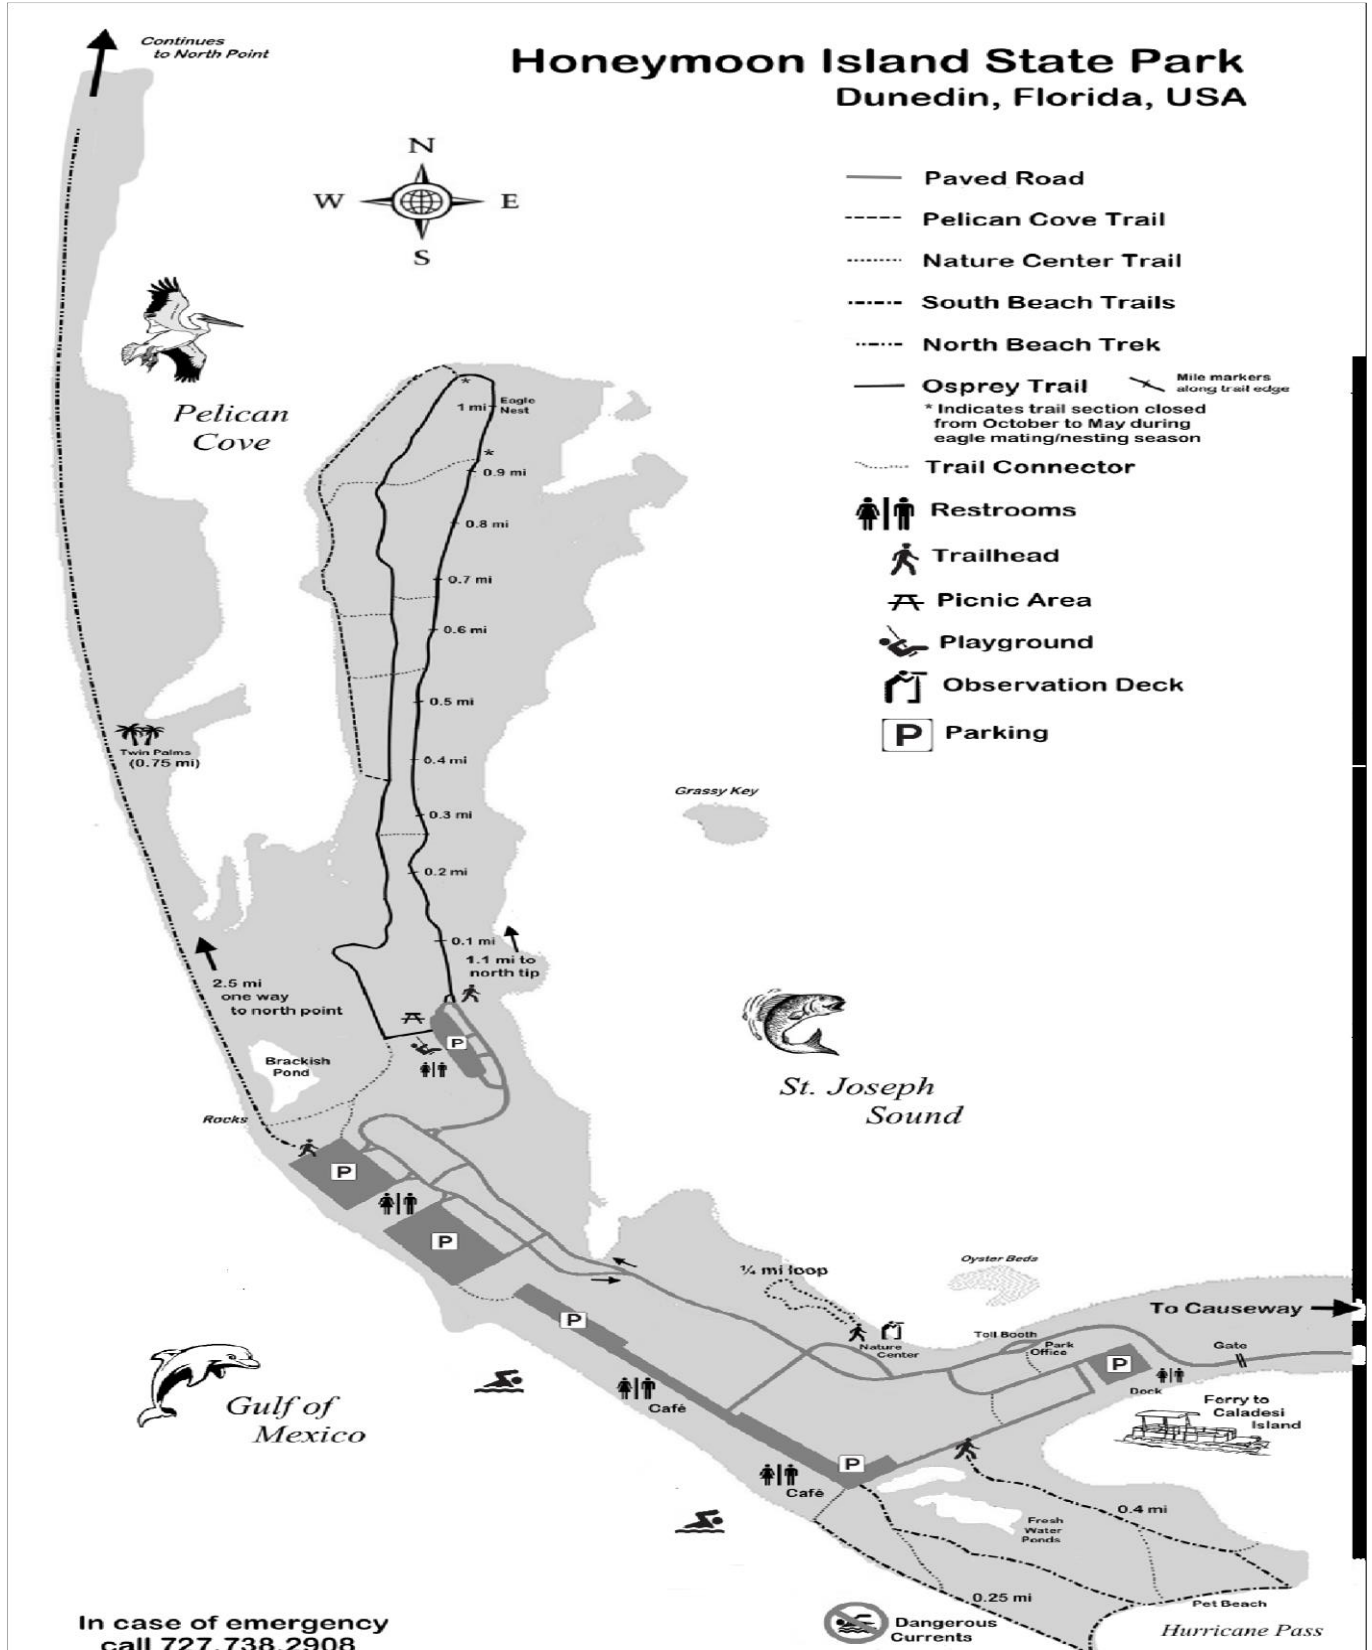 Continues
to North Point
Honeymoon Island State Park
Dunedin, Florida, USA
N
W
E
S
Paved Road
Pelican Cove Trail
Nature Center Trail
South Beach Trails
North Beach Trek
Osprey Trail
Mile markers
along trail edge
* Indicates trail section closed
from October to May during
eagle mating/nesting season
Trail Connector
Restrooms
Trailhead
Picnic Area
Playground
Observation Deck
P
Parking
Pelican
Cove
*
1 mi
Eagle
Nest
*
0.9 mi
0.8 mi
0.7 mi
0.6 mi
0.5 mi
0.4 mi
0.3 mi
0.2 mi
0.1 mi
1.1 mi to
north tip
Twin Palms
(0.75 mi)
Grassy Key
2.5 mi
one way
to north point
Brackish
Pond
Rocks
P
P
P
P
St. Joseph
Sound
¼ mi loop
Nature
Center
Oyster Beds
To Causeway
Toll Booth
Park
Office
Gate
P
Dock
Ferry to
Caladesi
Island
Gulf of
Mexico
Café
P
Café
Fresh
Water
Ponds
0.4 mi
0.25 mi
Pet Beach
Hurricane Pass
Dangerous
Currents
In case of emergency
call 727.738.2908